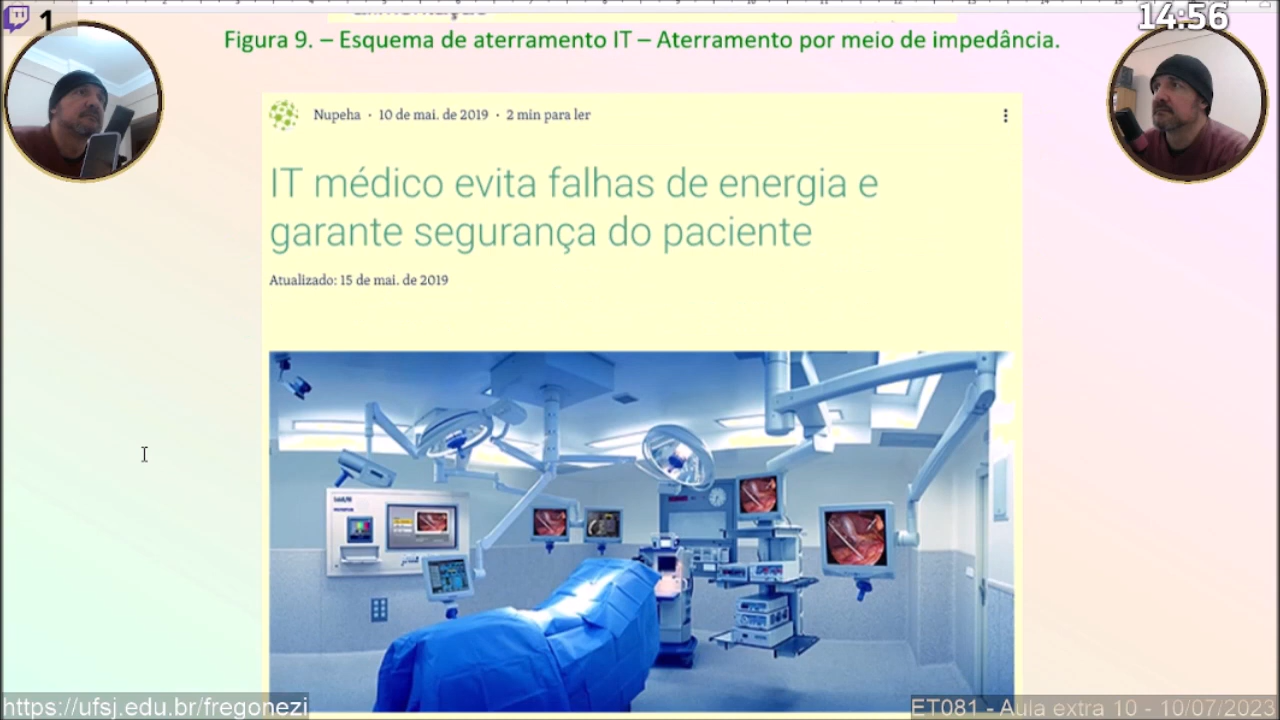 1
14:56
Figura 9. – Esquema de aterramento IT – Aterramento por meio de impedância.
Nupeha · 10 de mai. de 2019 · 2 min para ler
IT médico evita falhas de energia e
garante segurança do paciente
Atualizado: 15 de mai. de 2019
https://ufsj.edu.br/fregonezi
ET081 - Aula extra 10 - 10/07/2023